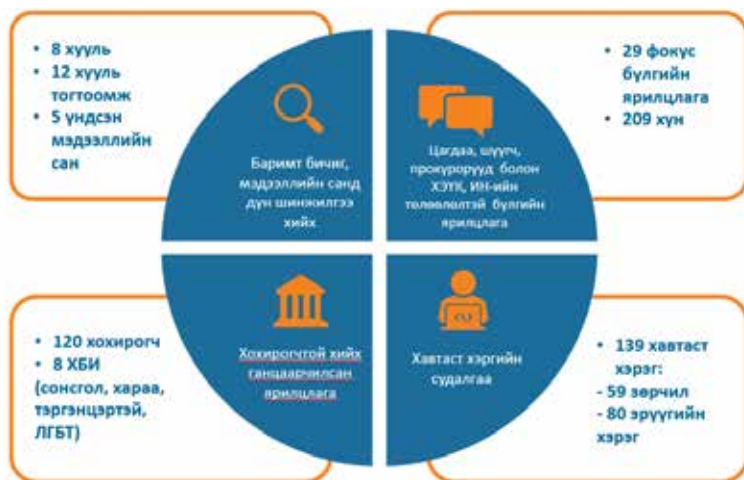 • 8 хууль
• 12 хууль
тогтоомж
• 5 үндсэн
мэдээллийн
сан
Баримт бичиг,
мэдээллийн санд
дүн шинжилгээ
хийх
• 29 фокус
бүлгийн
ярилцлага
• 209 хүн
Цагдаа, шүүгч,
прокурорууд болон
ХЭҮК, ИН-ийн
төлөөлөлтэй бүлгийн
ярилцлага
• 120 хохирогч
• 8 ХБИ
(сонсгол, хараа,
тэргэнцэртэй,
ЛГБТ)
Хохирогчтой хийх
ганцаарчилсан
ярилцлага
Хавтаст хэргийн
судалгаа
• 139 хавтаст
хэрэг:
- 59 зөрчил
- 80 эрүүгийн
хэрэг